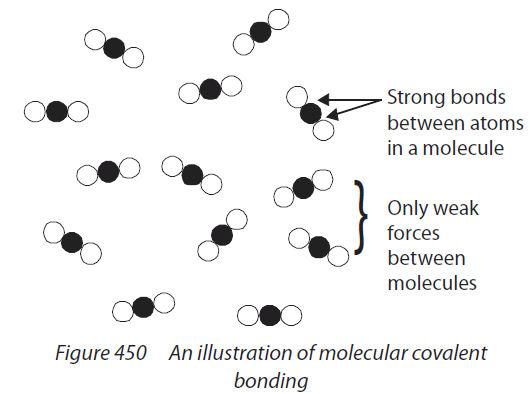 Strong bonds
between atoms
in a molecule
Only weak
forces
between
molecules
Figure 450 An illustration of molecular covalent
bonding